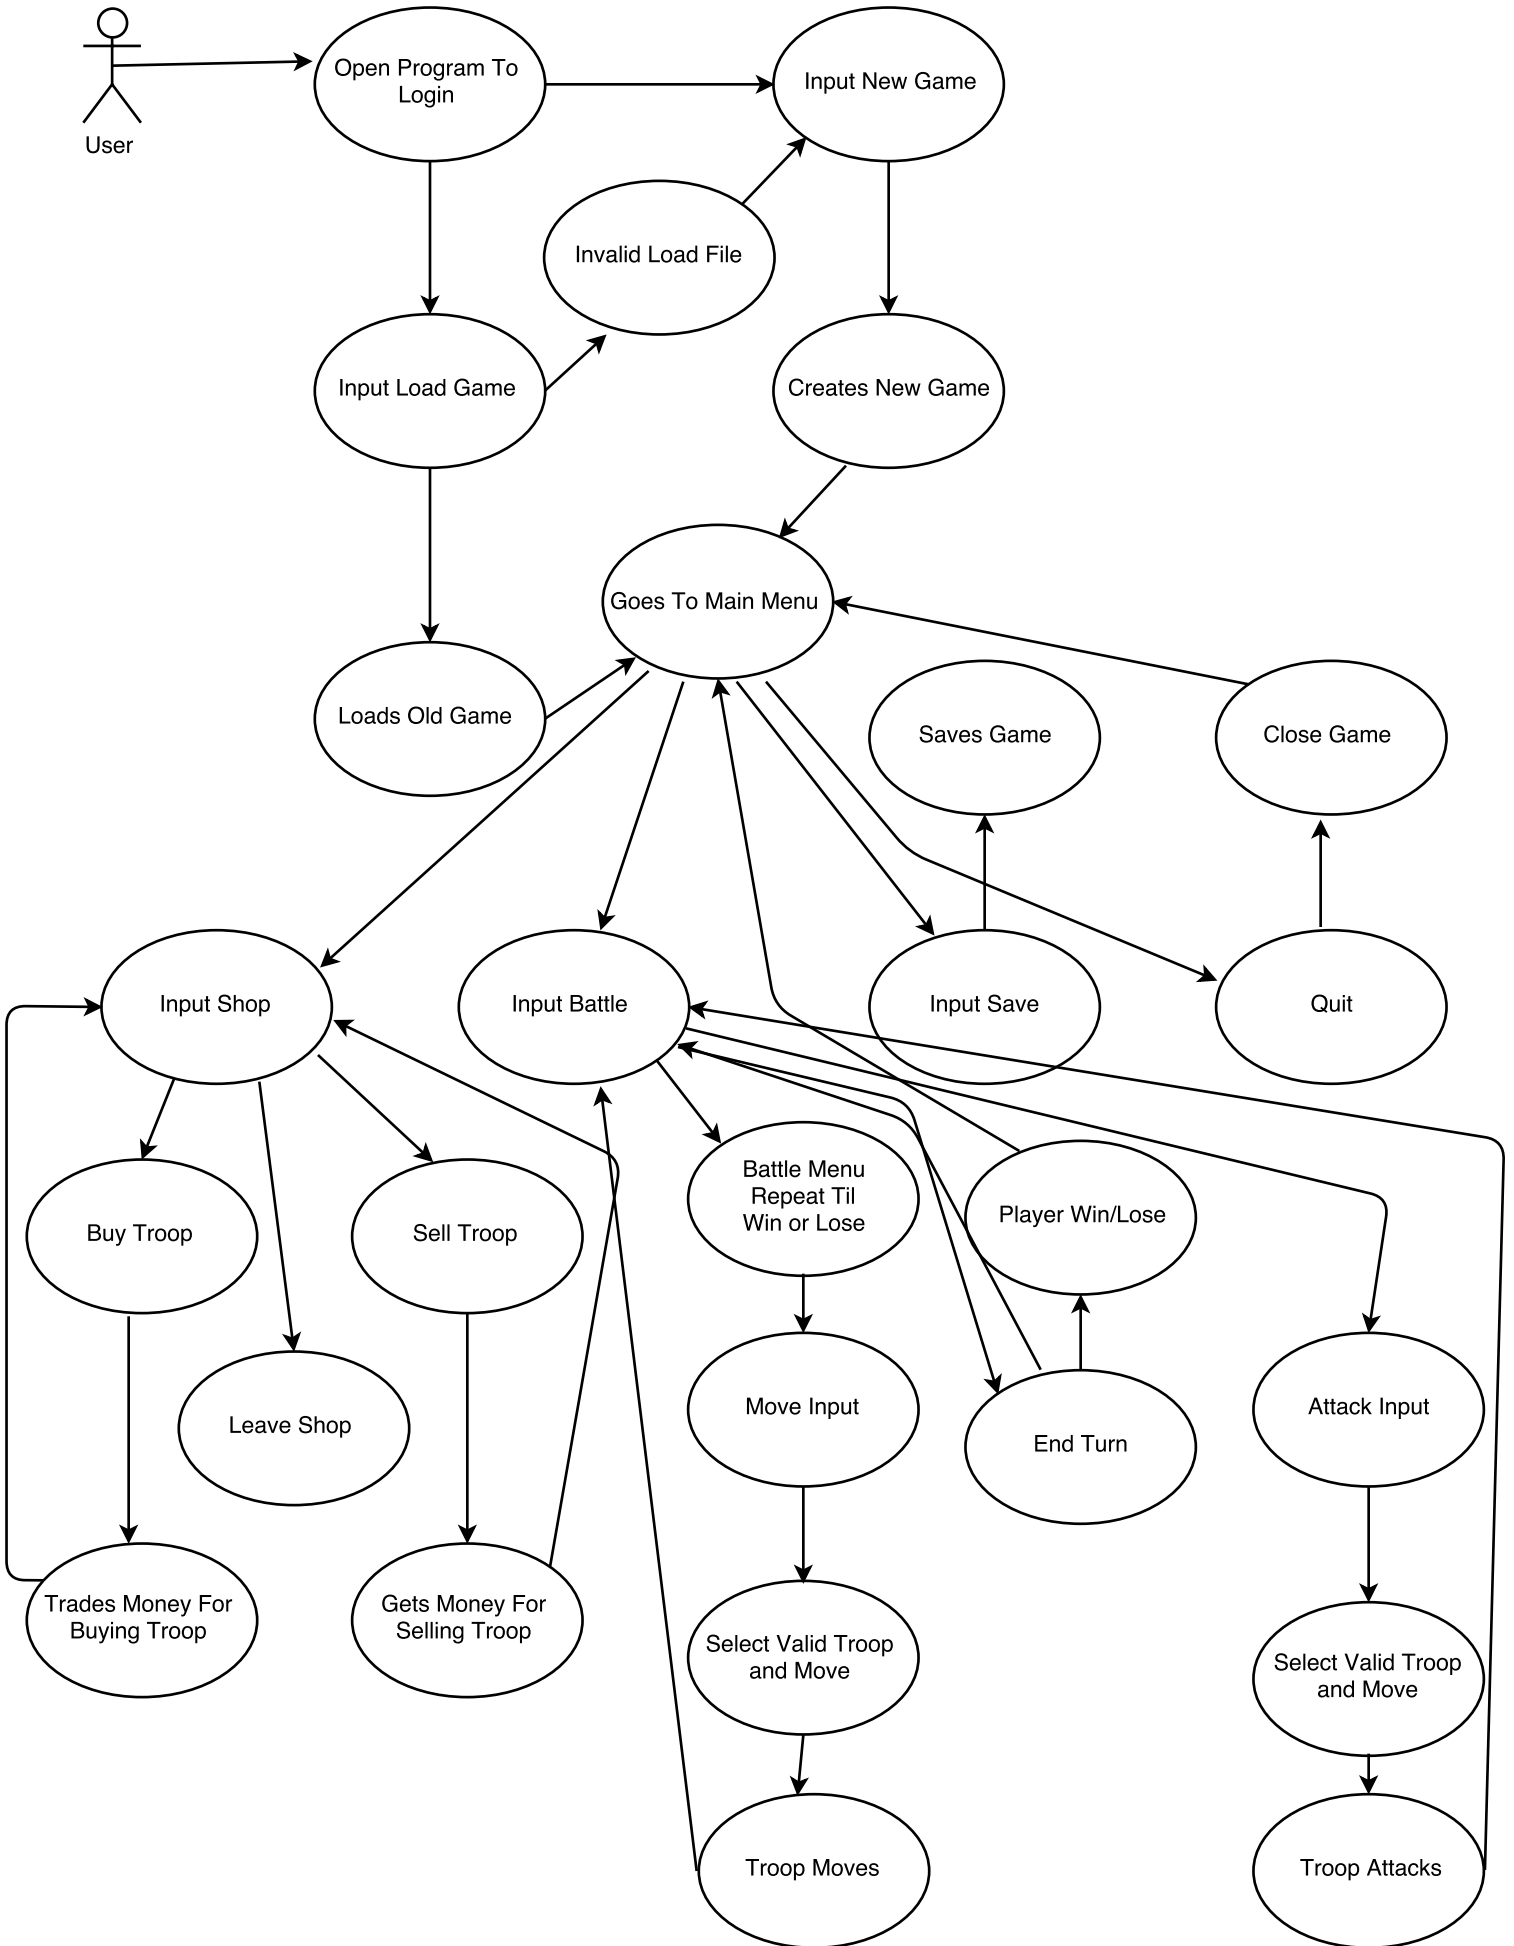 Open Program To
Login
Input New Game
User
Invalid Load File
Input Load Game
Creates New Game
Goes To Main Menu
Loads Old Game
Saves Game
Close Game
Input Shop
Input Battle
Input Save
Quit
Buy Troop
Sell Troop
Battle Menu
Repeat Til
Win or Lose
Player Win/Lose
Leave Shop
Move Input
End Turn
Attack Input
Trades Money For
Buying Troop
Gets Money For
Selling Troop
Select Valid Troop
and Move
Select Valid Troop
and Move
Troop Moves
Troop Attacks